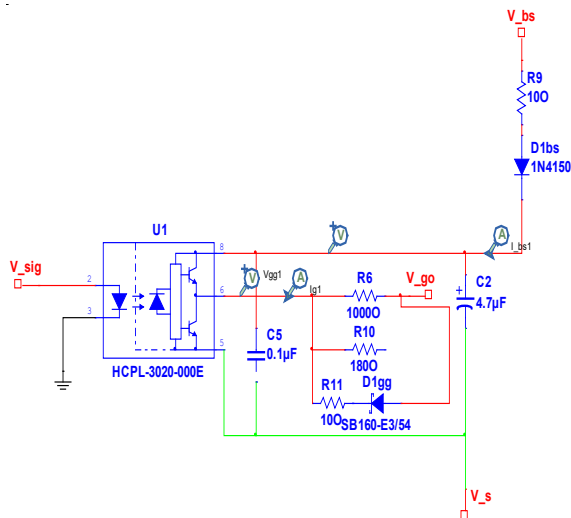 V_bs
R9
10Ω
D1bs
1N4150
U1
8
V
A
I_bs1
V_sig
2
3
6
5
V
Vgg1
A
Ig1
R6
1000Ω
V_go
C2
+
4.7µF
C5
0.1µF
R10
180Ω
D1gg
R11
10Ω
SB160-E3/54
HCPL-3020-000E
V_s